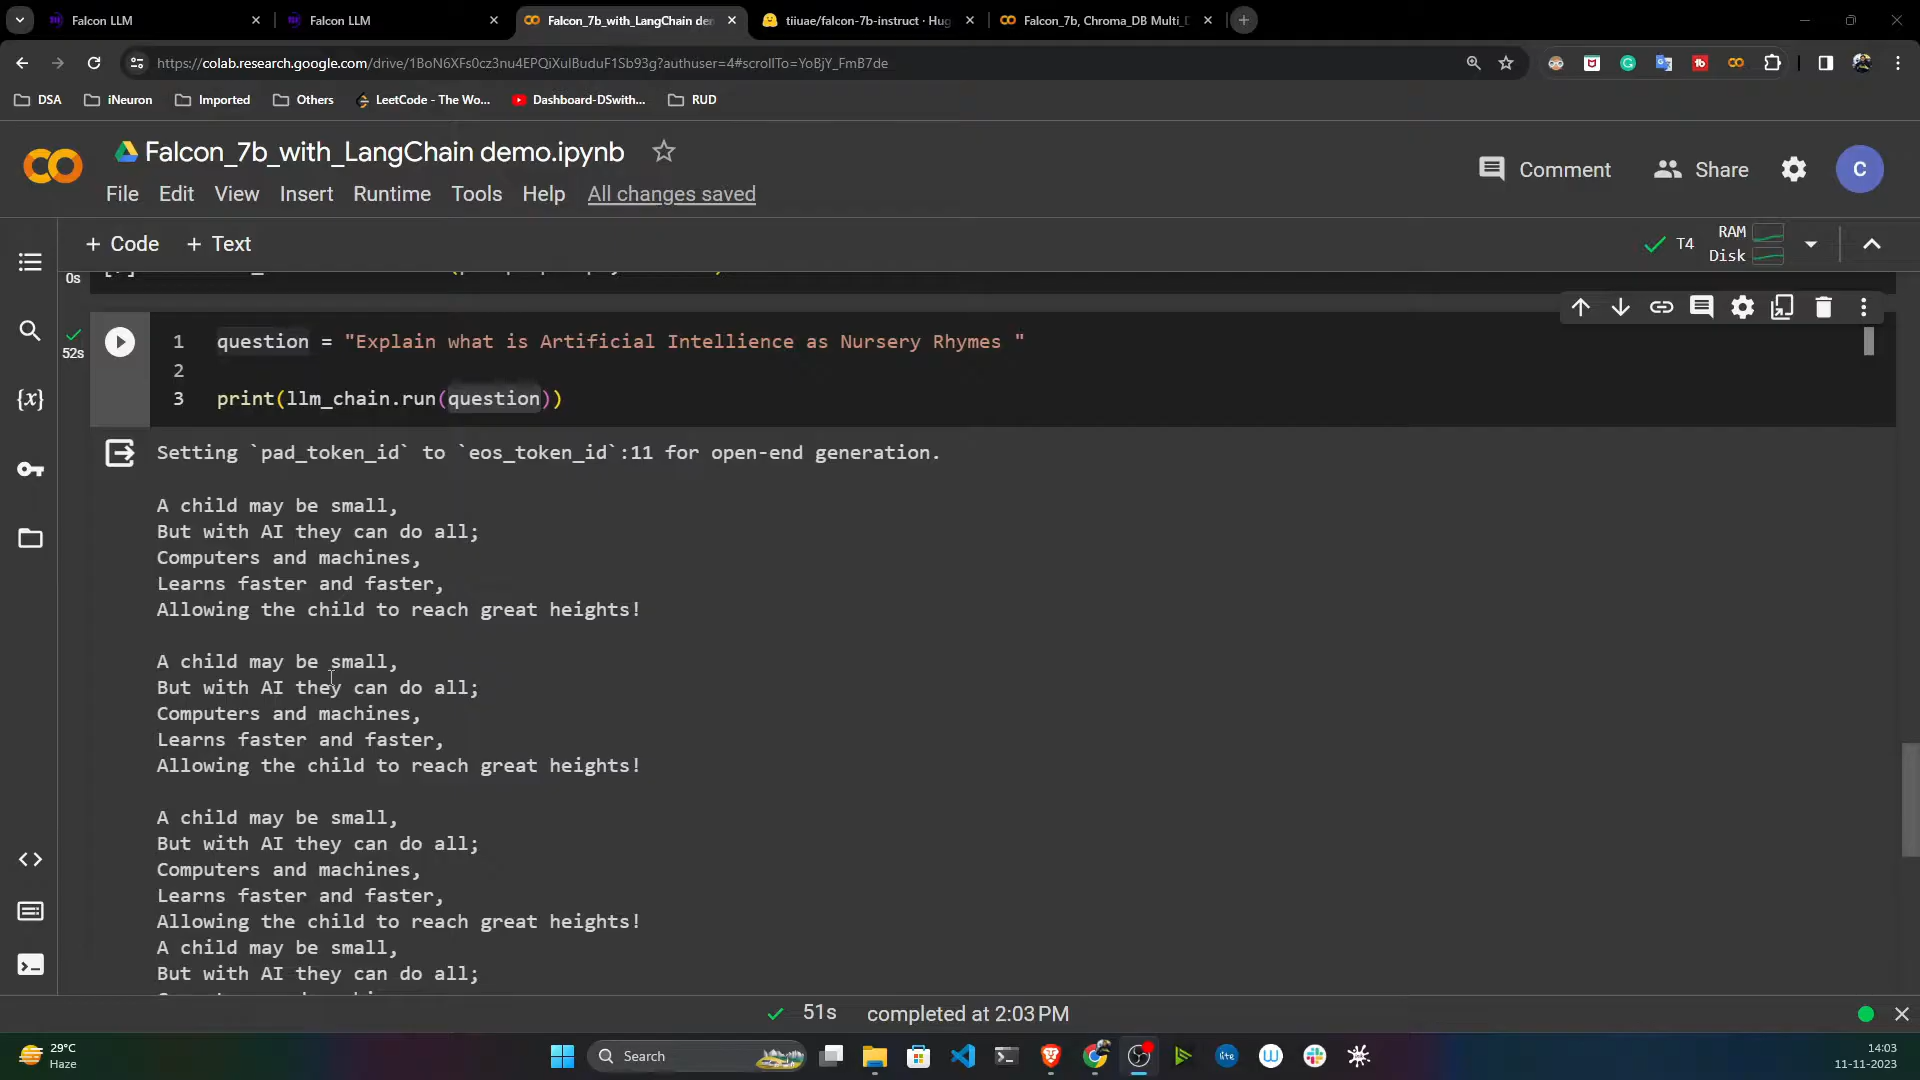 Falcon LLM
Falcon LLM
Falcon_7b_with_LangChain der
tiiuae/falcon-7b-instruct · Hug
Falcon_7b, Chroma_DB Multi_D
https://colab.research.google.com/drive/1BoN6XFs0cz3nu4EPQiXulBuduF1Sb93g?authuser=4#scrollTo=YoBjY_FmB7de
DSA
iNeuron
Imported
Others
LeetCode - The Wo...
Dashboard-DSwith...
RUD
Falcon_7b_with_LangChain demo.ipynb
Comment
Share
C
File Edit View Insert Runtime Tools Help All changes saved
+ Code + Text
T4
RAM
Disk
0s
52s
1 question = "Explain what is Artificial Intellience as Nursery Rhymes "
2
3 print(llm_chain.run(question))
Setting `pad_token_id` to `eos_token_id`:11 for open-end generation.
A child may be small,
But with AI they can do all;
Computers and machines,
Learns faster and faster,
Allowing the child to reach great heights!
A child may be small,
But with AI they can do all;
Computers and machines,
Learns faster and faster,
Allowing the child to reach great heights!
A child may be small,
But with AI they can do all;
Computers and machines,
Learns faster and faster,
Allowing the child to reach great heights!
A child may be small,
But with AI they can do all;
51s completed at 2:03 PM
29°C
Haze
Search
lite
14:03
11-11-2023